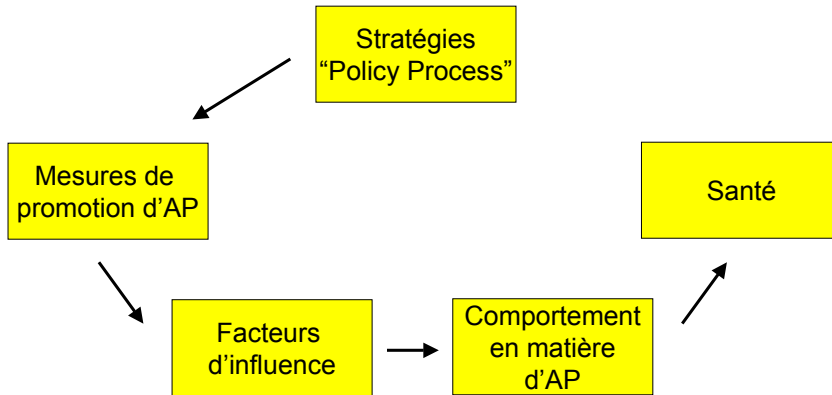 Stratégies
“Policy Process”
Mesures de
promotion d’AP
Santé
Facteurs
d’influence
Comportement
en matière
d’AP